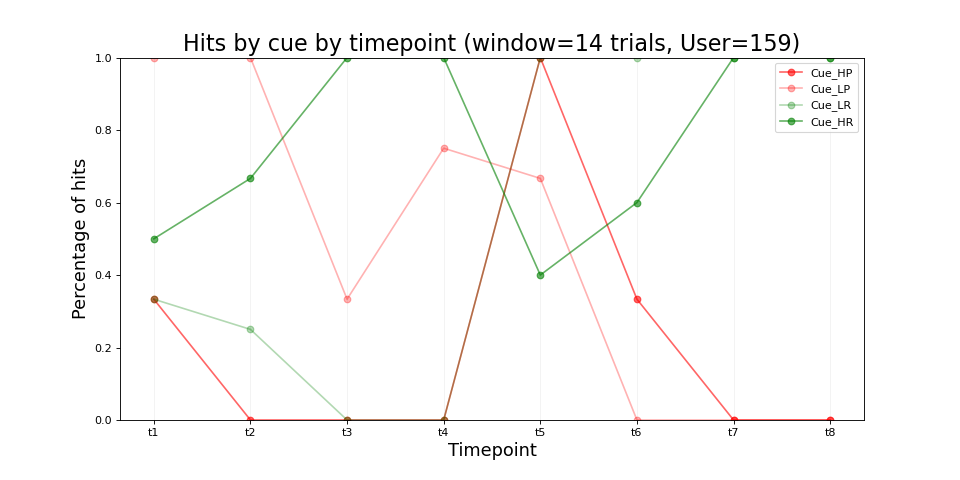 Hits by cue by timepoint (window=14 trials, User=159)
Percentage of hits
1.0
0.8
0.6
0.4
0.2
0.0
Cue_HP
Cue_LP
Cue_LR
Cue_HR
t1 t2 t3 t4 t5 t6 t7 t8
Timepoint